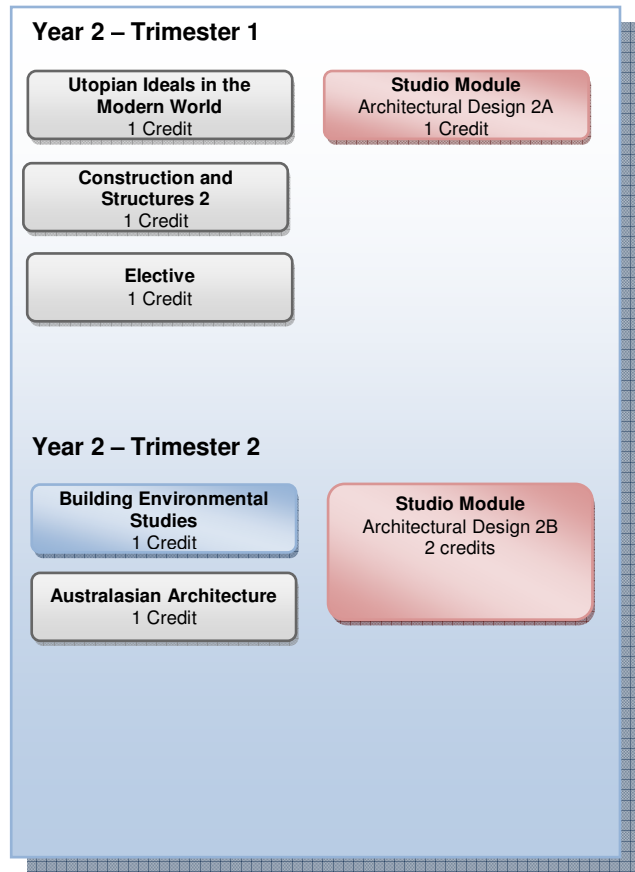 Year 2 – Trimester 1
Utopian Ideals in the
Modern World
1 Credit
Studio Module
Architectural Design 2A
1 Credit
Construction and
Structures 2
1 Credit
Elective
1 Credit
Year 2 – Trimester 2
Building Environmental
Studies
1 Credit
Studio Module
Architectural Design 2B
2 credits
Australasian Architecture
1 Credit